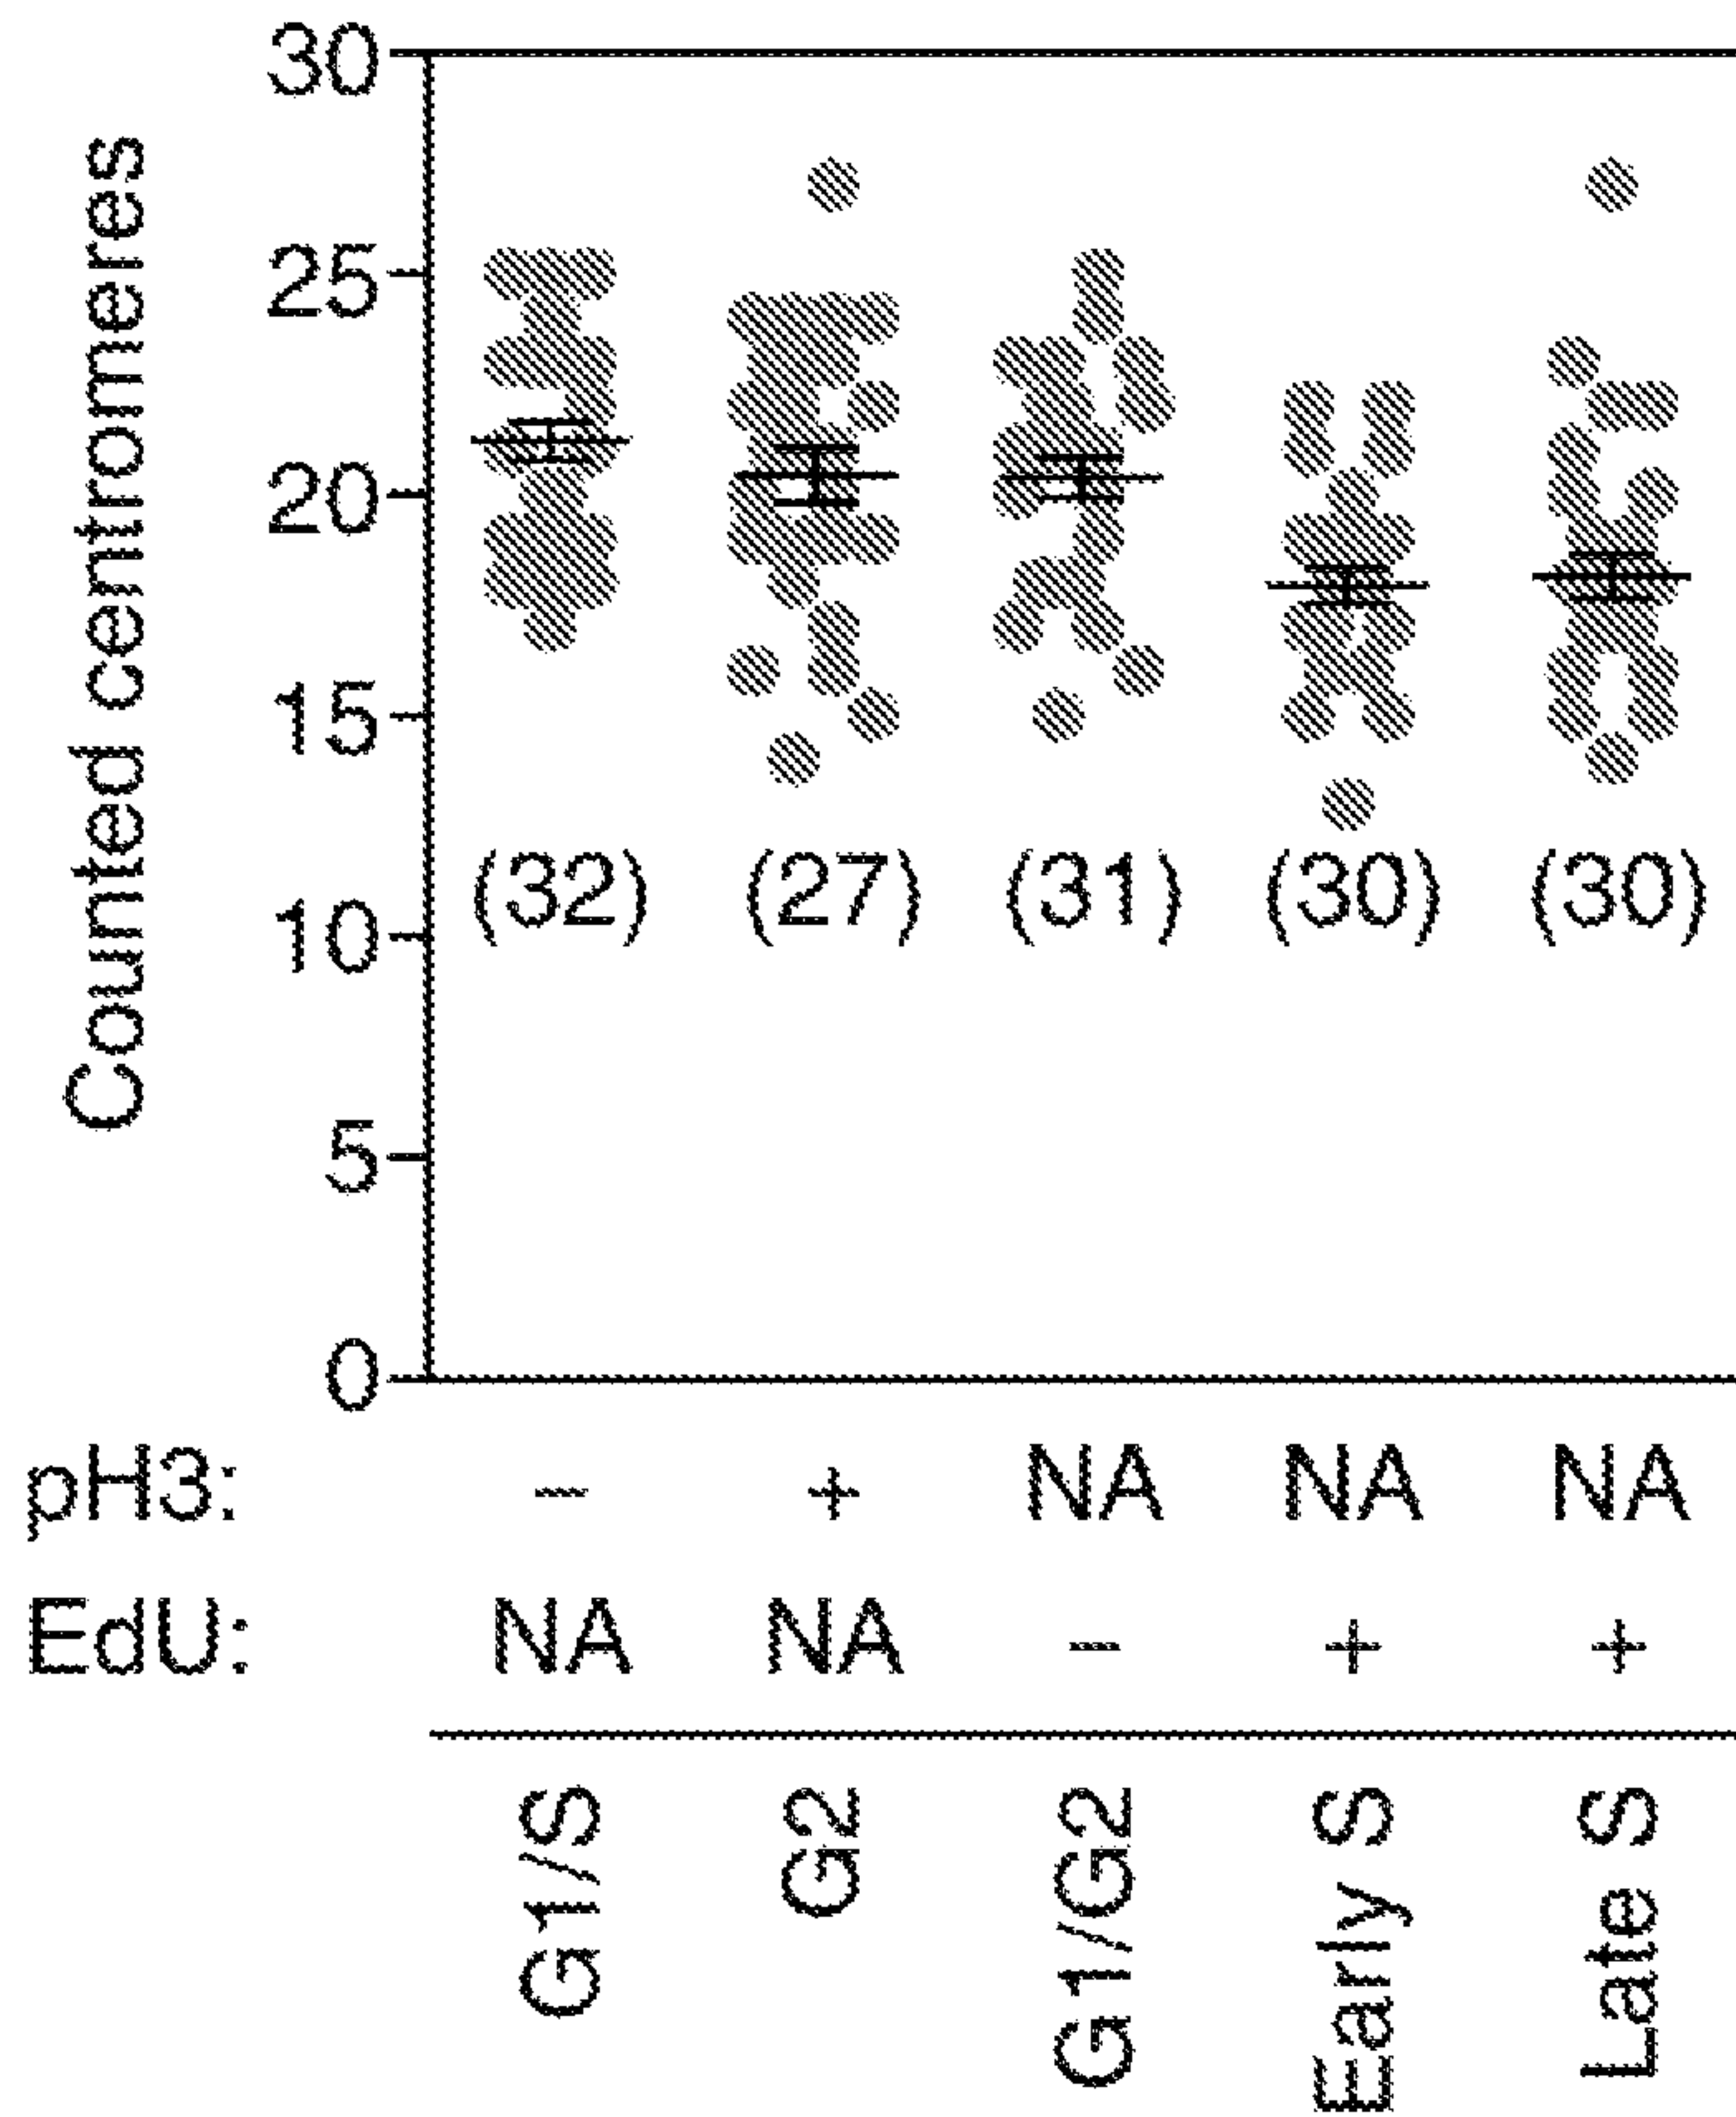 Counted centromeres
30
25
20
15
10
5
0
(32) (27) (31) (30) (30)
pH3: – + NA NA NA
EdU: NA NA – + +
G1/S G2 G1/G2 Early S Late S